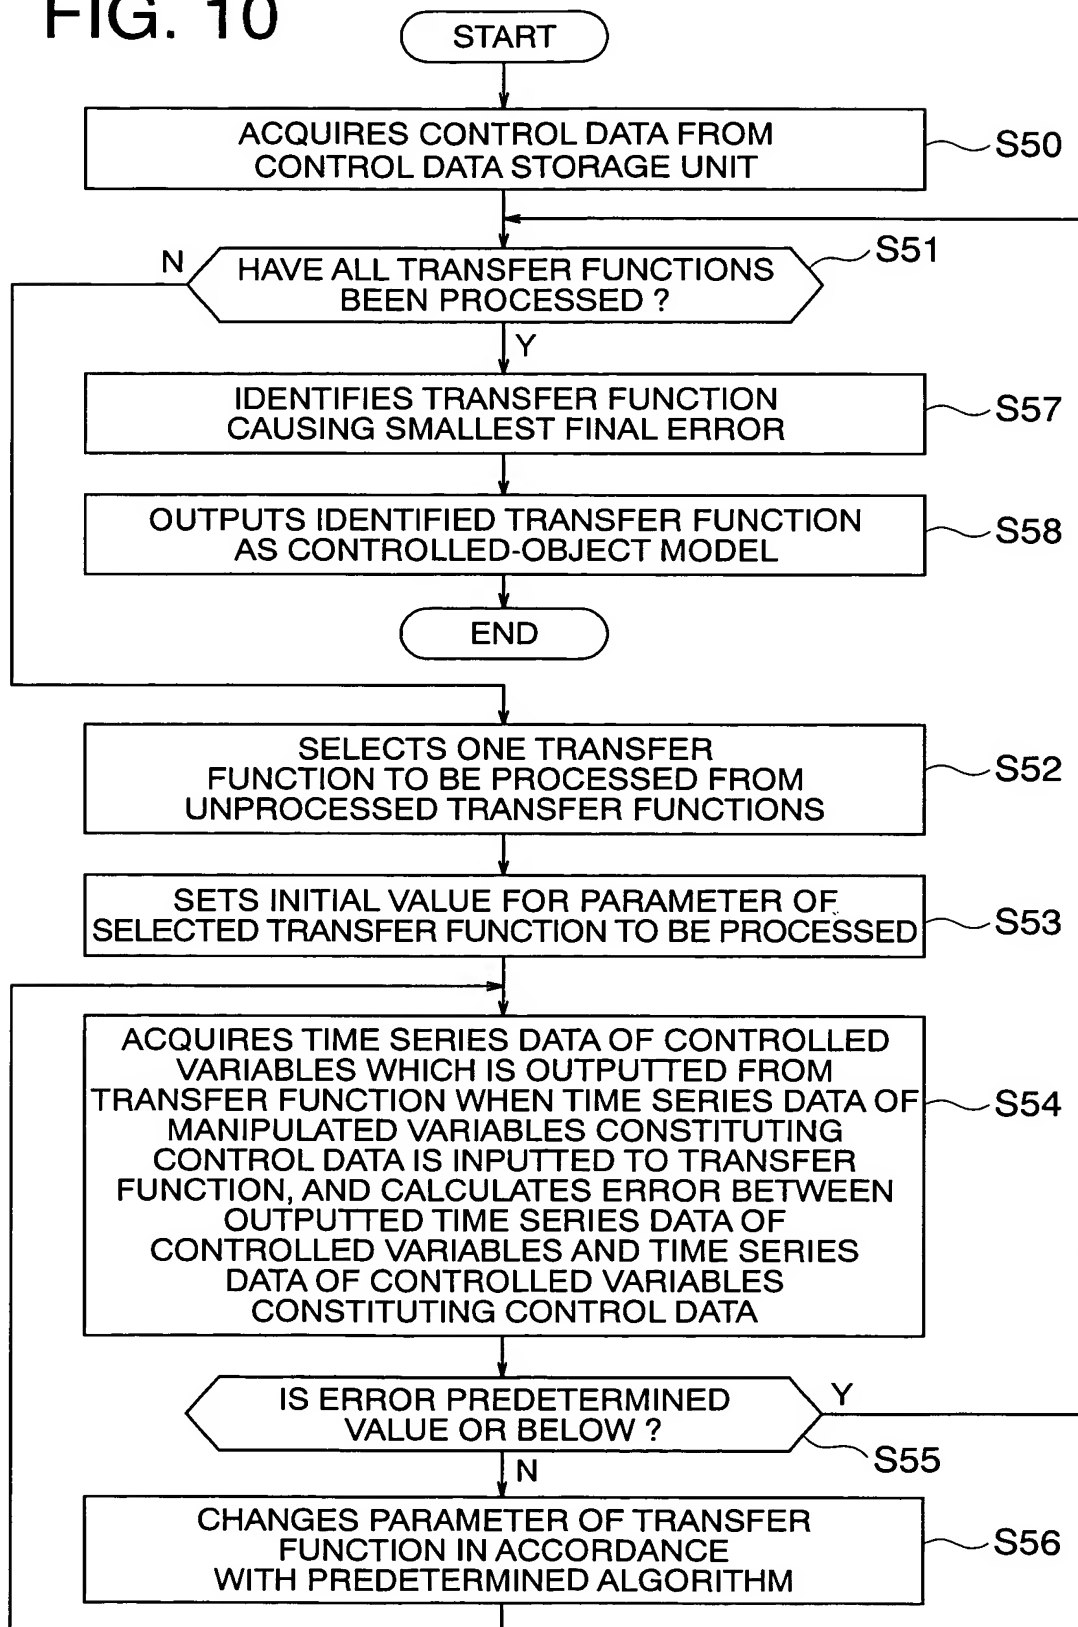 FIG. 10
START
ACQUIRES CONTROL DATA FROM
CONTROL DATA STORAGE UNIT
S50
N
HAVE ALL TRANSFER FUNCTIONS
BEEN PROCESSED ?
S51
Y
IDENTIFIES TRANSFER FUNCTION
CAUSING SMALLEST FINAL ERROR
S57
OUTPUTS IDENTIFIED TRANSFER FUNCTION
AS CONTROLLED-OBJECT MODEL
S58
END
SELECTS ONE TRANSFER
FUNCTION TO BE PROCESSED FROM
UNPROCESSED TRANSFER FUNCTIONS
S52
SETS INITIAL VALUE FOR PARAMETER OF
SELECTED TRANSFER FUNCTION TO BE PROCESSED
S53
ACQUIRES TIME SERIES DATA OF CONTROLLED
VARIABLES WHICH IS OUTPUTTED FROM
TRANSFER FUNCTION WHEN TIME SERIES DATA OF
MANIPULATED VARIABLES CONSTITUTING
CONTROL DATA IS INPUTTED TO TRANSFER
FUNCTION, AND CALCULATES ERROR BETWEEN
OUTPUTTED TIME SERIES DATA OF
CONTROLLED VARIABLES AND TIME SERIES
DATA OF CONTROLLED VARIABLES
CONSTITUTING CONTROL DATA
S54
IS ERROR PREDETERMINED
VALUE OR BELOW ?
Y
S55
N
CHANGES PARAMETER OF TRANSFER
FUNCTION IN ACCORDANCE
WITH PREDETERMINED ALGORITHM
S56